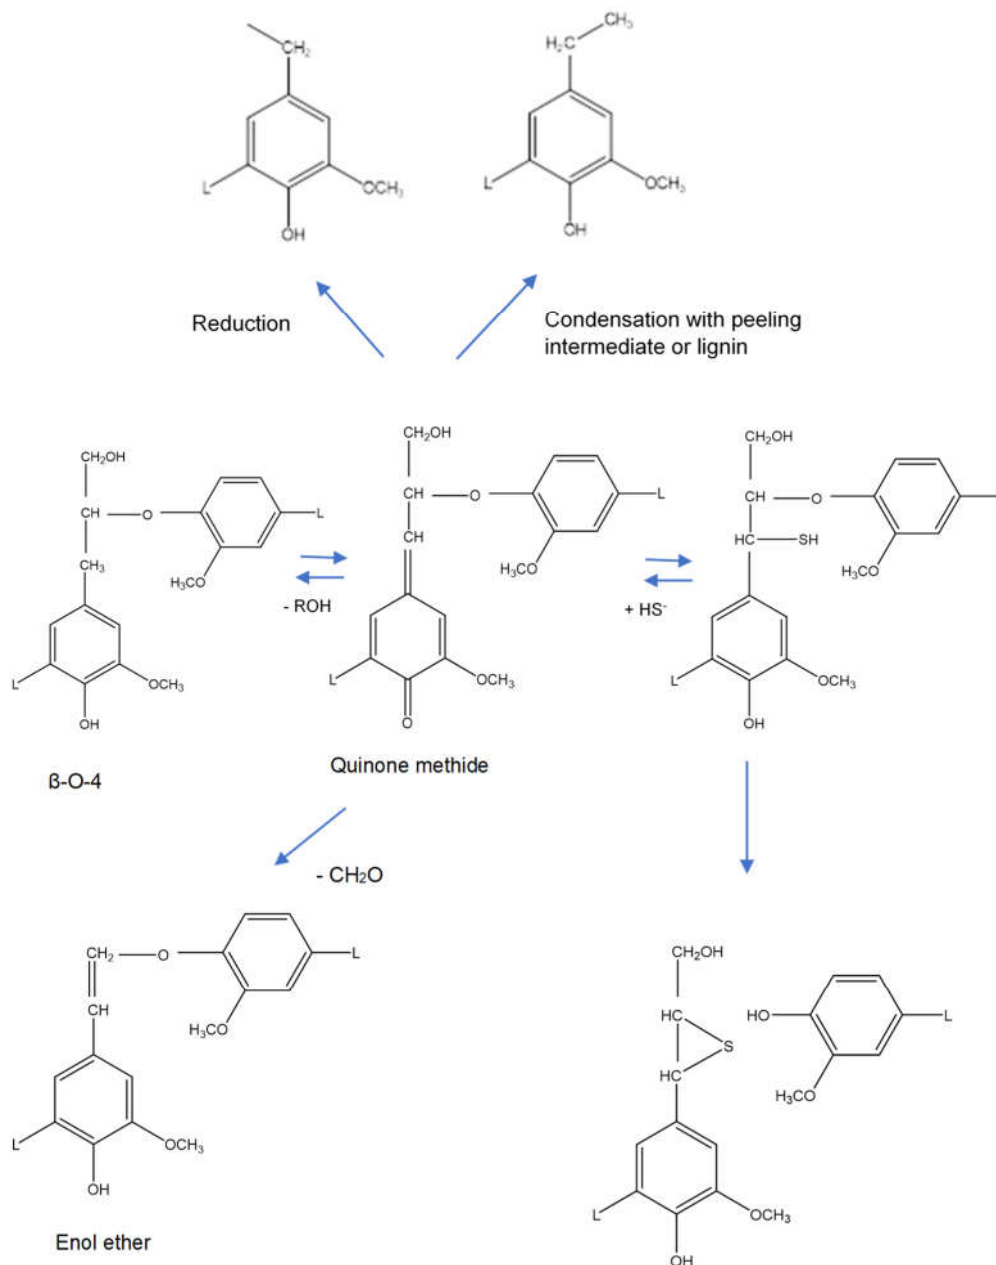 CH₂
L
OCH₃
OH
CH₃
H₂C
L
OCH₃
CH
Reduction
Condensation with peeling
intermediate or lignin
CH₂OH
CH
O
L
H₃CO
CH₃
L
OCH₃
OH
ß-O-4
- ROH
CH₂OH
CH
O
L
CH
H₃CO
L
OCH₃
O
Quinone methide
+ HS⁻
CH₂OH
CH
O
L
HC
SH
H₃CO
L
OCH₃
OH
- CH₂O
CH₂
O
L
CH
H₃CO
L
OCH₃
OH
Enol ether
CH₂OH
HC
S
HC
HO
L
H₃CO
L
OCH₃
OH